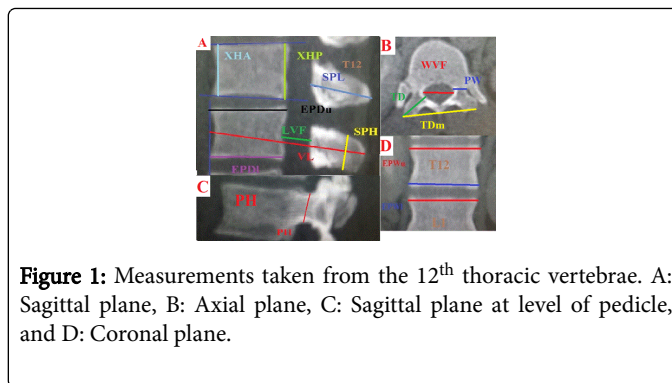 A
XHA
XHP
T12
SPL
EPDu
LVF
SPH
VL
EPDl
B
WVF
PW
TDm
C
PH
D
EPWu
T12
Figure 1: Measurements taken from the 12th thoracic vertebrae. A:
Sagittal plane, B: Axial plane, C: Sagittal plane at level of pedicle,
and D: Coronal plane.